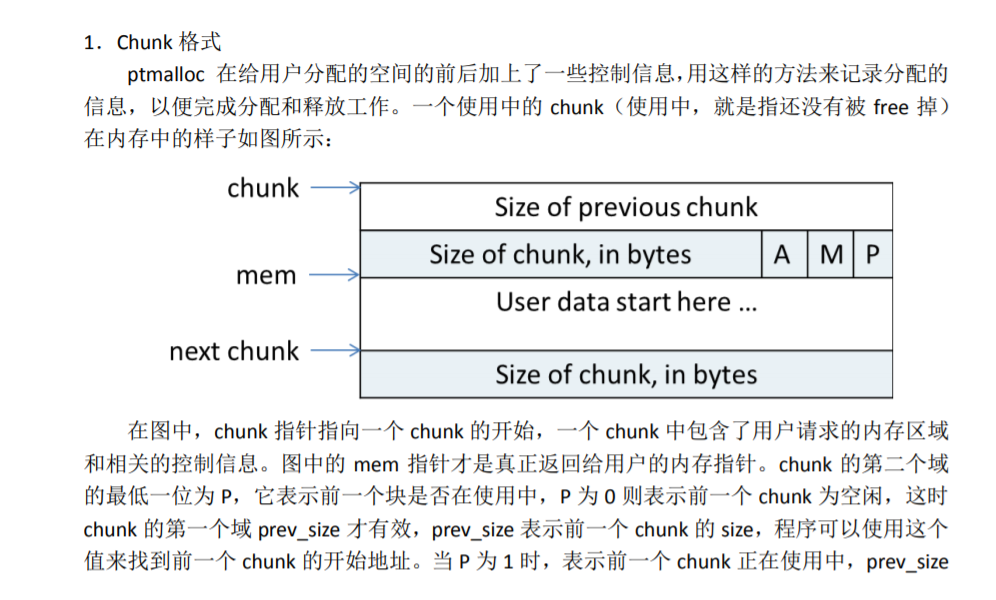 1. Chunk 格式
ptmalloc 在给用户分配的空间的前后加上了一些控制信息，用这样的方法来记录分配的
信息，以便完成分配和释放工作。一个使用中的 chunk（使用中，就是指还没有被 free 掉）
在内存中的样子如图所示：
chunk
Size of previous chunk
Size of chunk, in bytes A M P
mem
User data start here ...
next chunk
Size of chunk, in bytes
在图中，chunk 指针指向一个 chunk 的开始，一个 chunk 中包含了用户请求的内存区域
和相关的控制信息。图中的 mem 指针才是真正返回给用户的内存指针。chunk 的第二个域
的最低一位为 P，它表示前一个块是否在使用中，P 为 0 则表示前一个 chunk 为空闲，这时
chunk 的第一个域 prev_size 才有效，prev_size 表示前一个 chunk 的 size，程序可以使用这个
值来找到前一个 chunk 的开始地址。当 P 为 1 时，表示前一个 chunk 正在使用中，prev_size